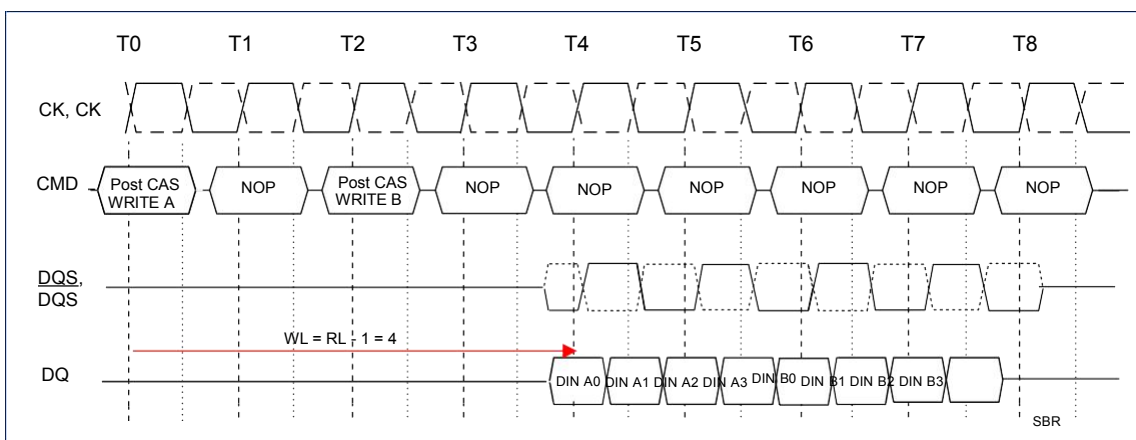 T0 T1 T2 T3 T4 T5 T6 T7 T8
CK, CK
CMD
Post CAS
WRITE A
NOP
Post CAS
WRITE B
NOP
NOP
NOP
NOP
NOP
NOP
DQS,
DQS
WL = RL - 1 = 4
DQ
DIN A0 DIN A1 DIN A2 DIN A3 DIN B0 DIN B1 DIN B2 DIN B3
SBR